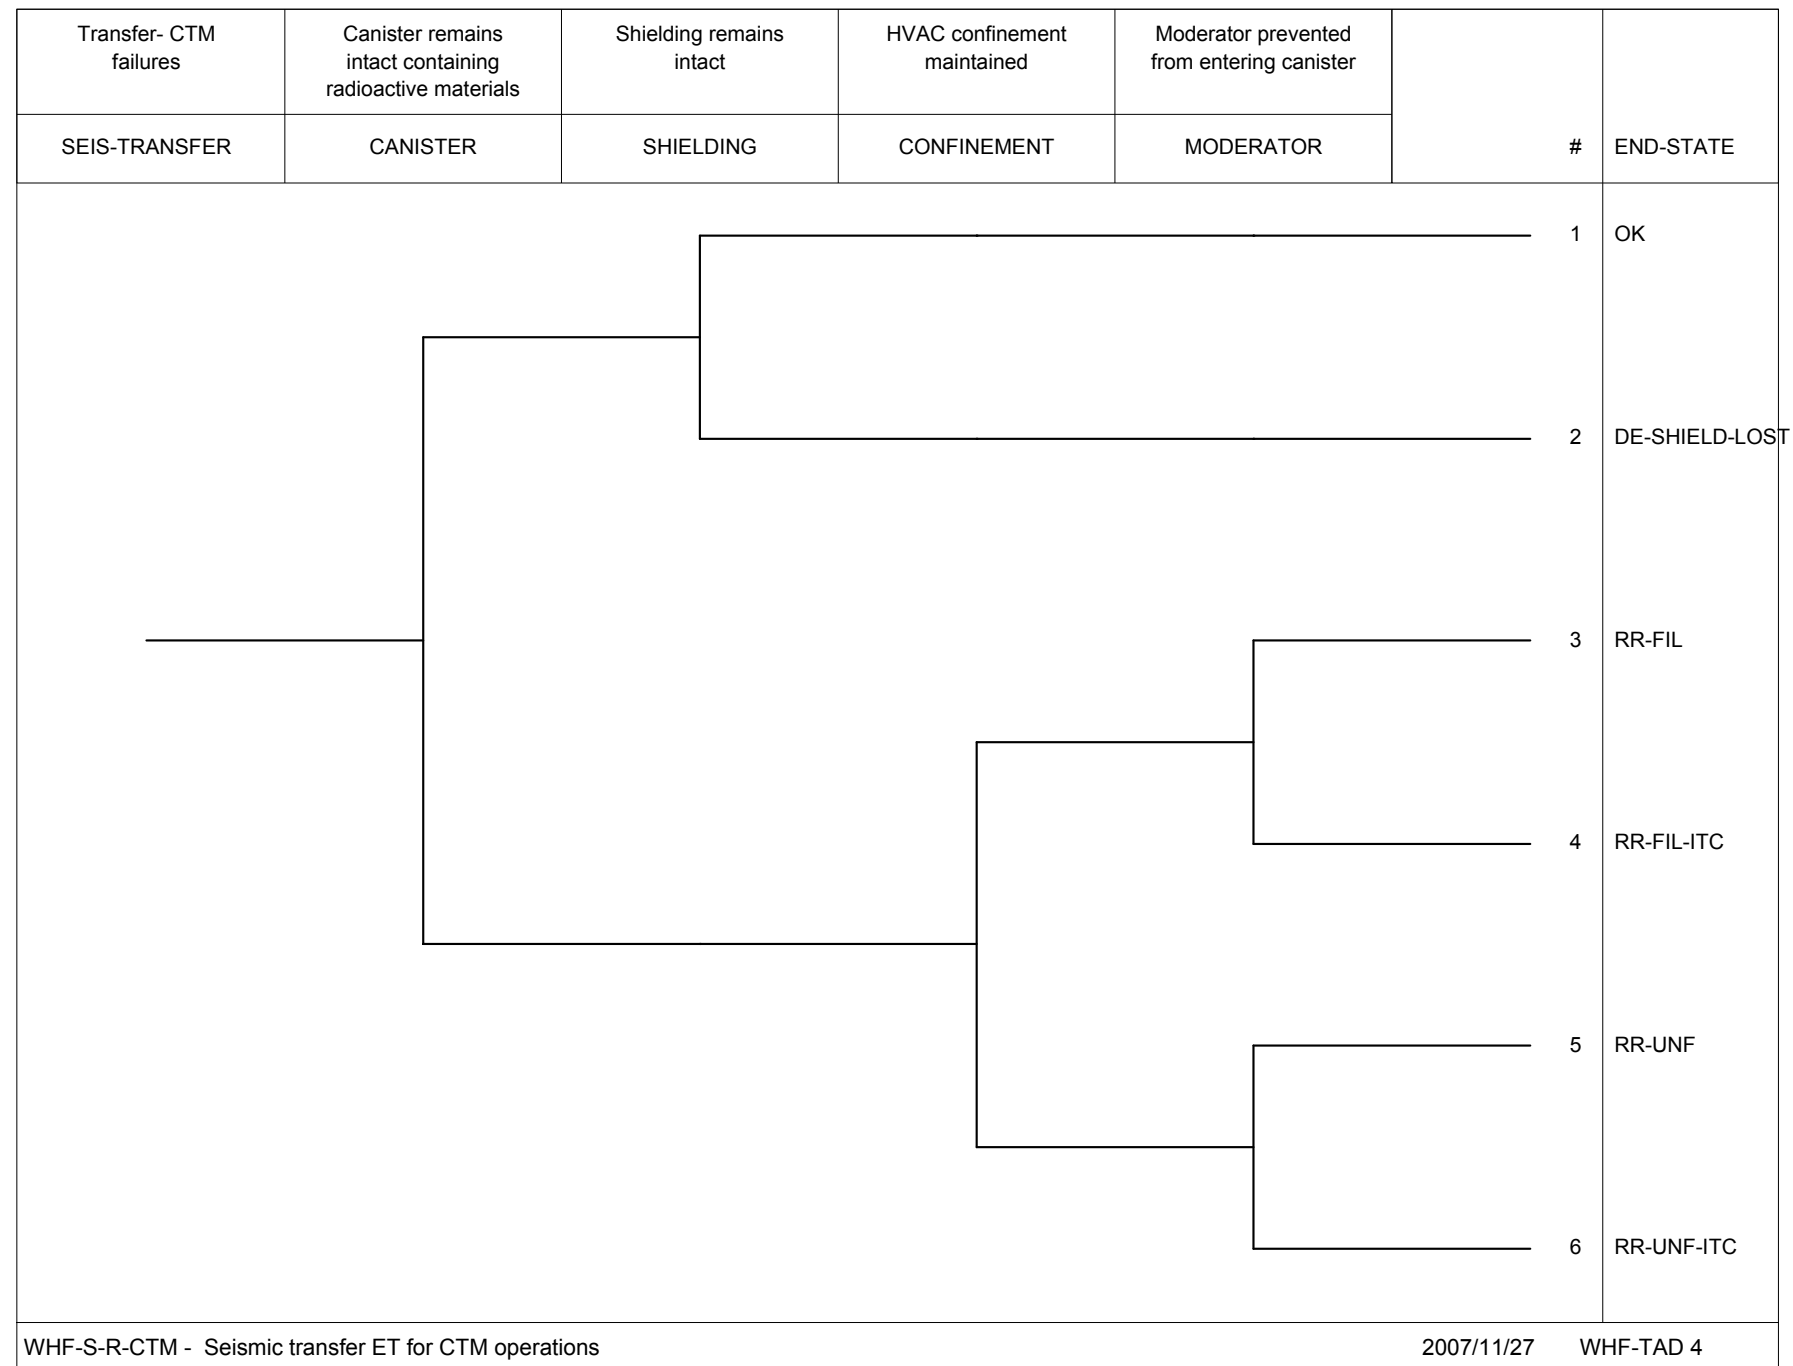 Transfer- CTM
failures
Canister remains
intact containing
radioactive materials
Shielding remains
intact
HVAC confinement
maintained
Moderator prevented
from entering canister
SEIS-TRANSFER
CANISTER
SHIELDING
CONFINEMENT
MODERATOR
#
END-STATE
1 OK
2 DE-SHIELD-LOST
3 RR-FIL
4 RR-FIL-ITC
5 RR-UNF
6 RR-UNF-ITC
WHF-S-R-CTM - Seismic transfer ET for CTM operations 2007/11/27 WHF-TAD 4